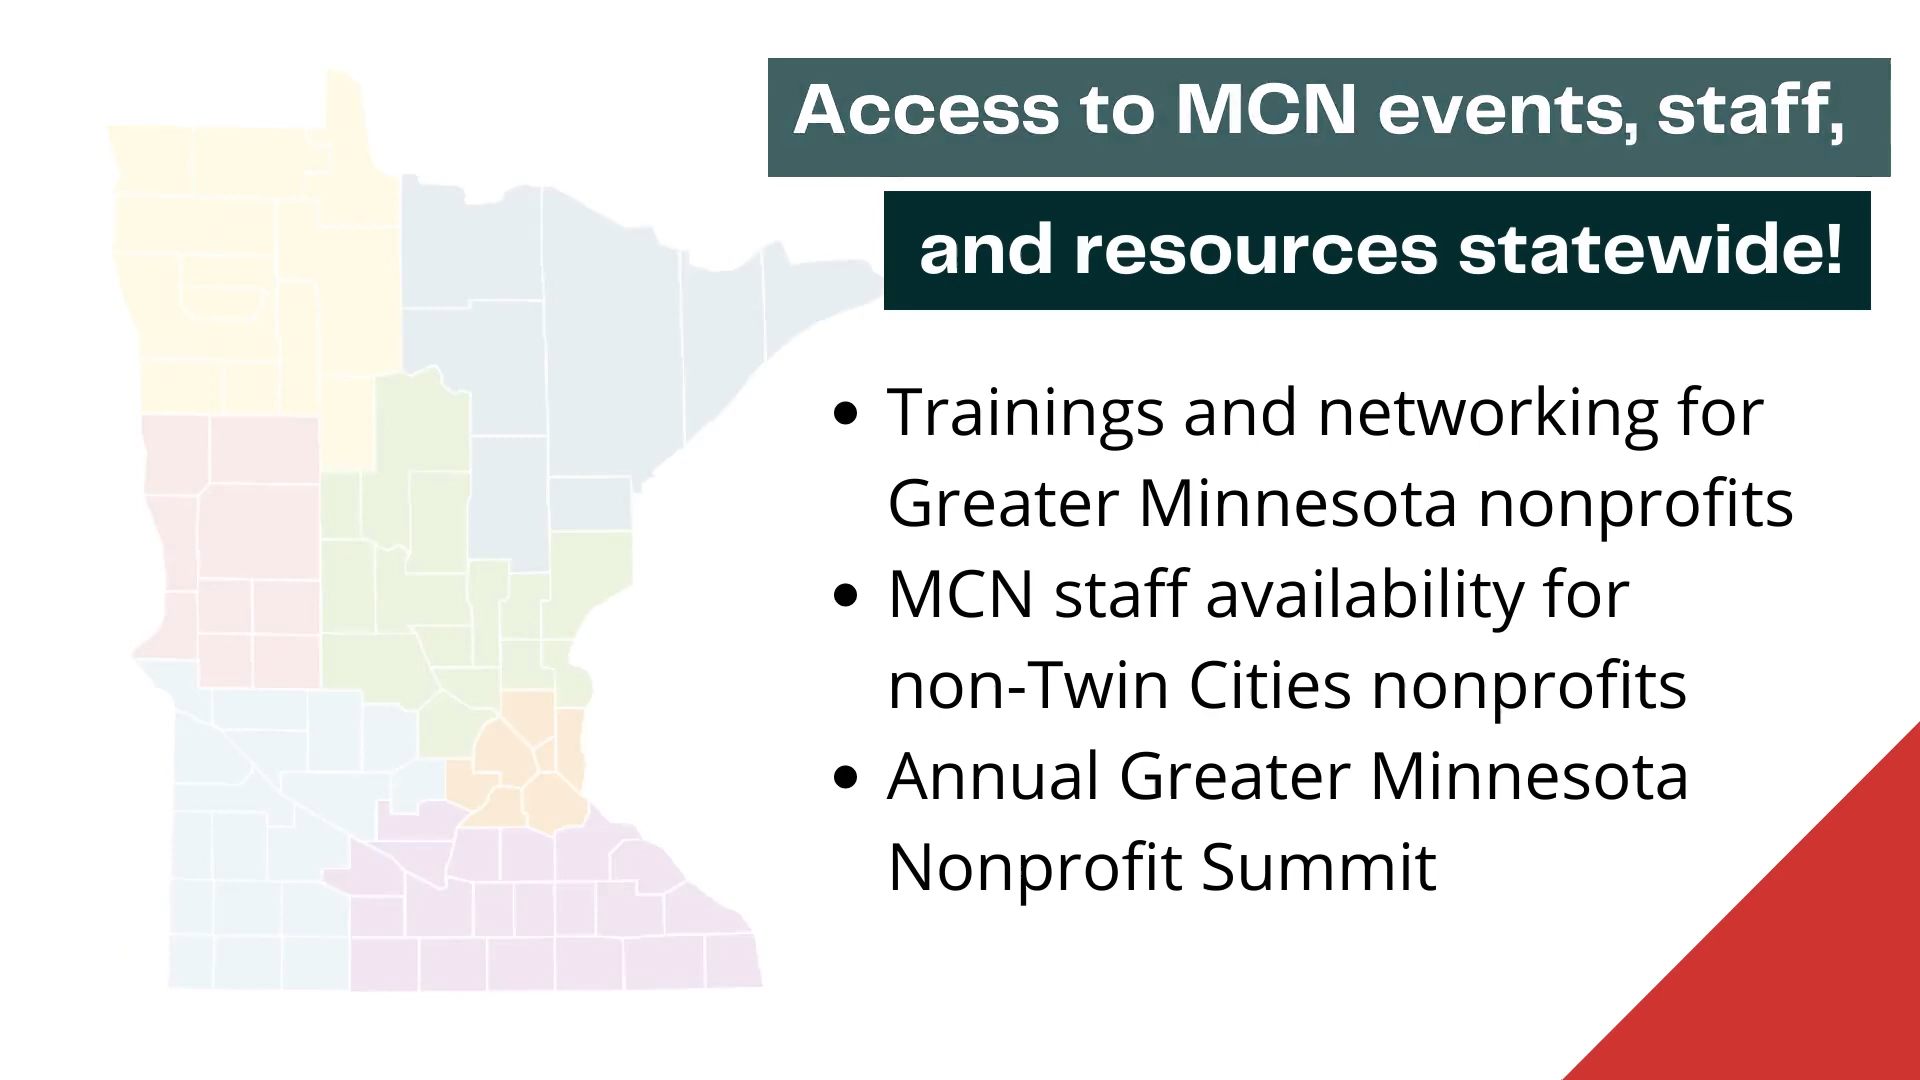 Access to MCN events, staff,
and resources statewide!
• Trainings and networking for
Greater Minnesota nonprofits
• MCN staff availability for
non-Twin Cities nonprofits
• Annual Greater Minnesota
Nonprofit Summit